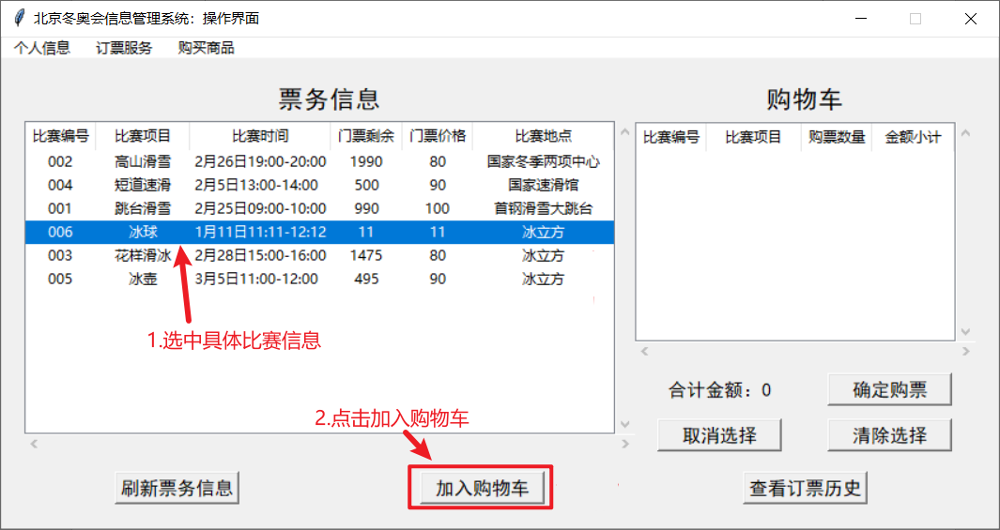 北京冬奥会信息管理系统：操作界面
个人信息 订票服务 购买商品
票务信息
比赛编号 比赛项目 比赛时间 门票剩余 门票价格 比赛地点
002 高山滑雪 2月26日19:00-20:00 1990 80 国家冬季两项中心
004 短道速滑 2月5日13:00-14:00 500 90 国家速滑馆
001 跳台滑雪 2月25日09:00-10:00 990 100 首钢滑雪大跳台
006 冰球 1月11日11:11-12:12 11 11 冰立方
003 花样滑冰 2月28日15:00-16:00 1475 80 冰立方
005 冰壶 3月5日11:00-12:00 495 90 冰立方
1.选中具体比赛信息
2.点击加入购物车
刷新票务信息 加入购物车
购物车
比赛编号 比赛项目 购票数量 金额小计
合计金额：0 确定购票
取消选择 清除选择
查看订票历史